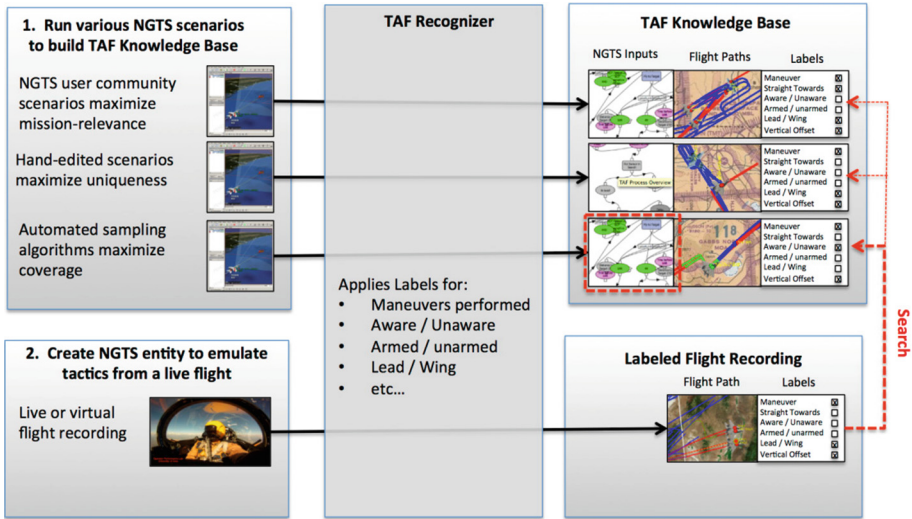 1. Run various NGTS scenarios
to build TAF Knowledge Base
NGTS user community
scenarios maximize
mission-relevance
Hand-edited scenarios
maximize uniqueness
Automated sampling
algorithms maximize
coverage
2. Create NGTS entity to emulate
tactics from a live flight
Live or virtual
flight recording
TAF Recognizer
Applies Labels for:
• Maneuvers performed
• Aware / Unaware
• Armed / unarmed
• Lead / Wing
• etc...
TAF Knowledge Base
NGTS Inputs
Flight Paths
Labels
Maneuver
Straight Towards
Aware / Unaware
Armed / unarmed
Lead / Wing
Vertical Offset
TAF Process Overview
Maneuver
Straight Towards
Aware / Unaware
Armed / unarmed
Lead / Wing
Vertical Offset
118
Maneuver
Straight Towards
Aware / Unaware
Armed / unarmed
Lead / Wing
Vertical Offset
Search
Labeled Flight Recording
Flight Path
Labels
Maneuver
Straight Towards
Aware / Unaware
Armed / unarmed
Lead / Wing
Vertical Offset